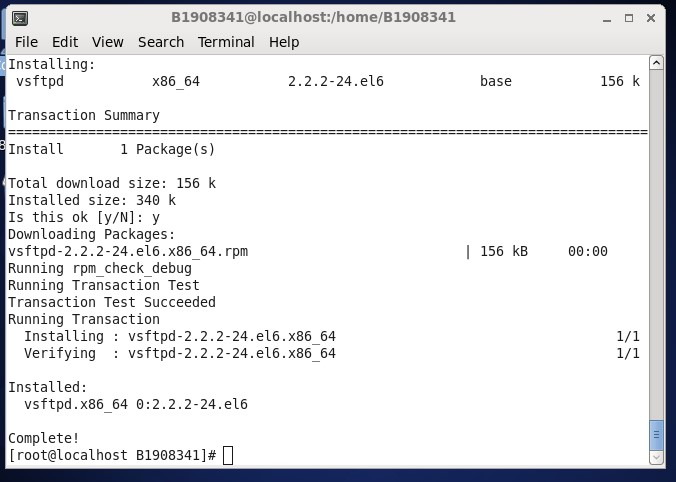 B1908341@localhost:/home/B1908341
File Edit View Search Terminal Help
Installing:
vsftpd x86_64 2.2.2-24.el6 base 156 k
Transaction Summary
================================================================================
Install 1 Package(s)
Total download size: 156 k
Installed size: 340 k
Is this ok [y/N]: y
Downloading Packages:
vsftpd-2.2.2-24.el6.x86_64.rpm | 156 kB 00:00
Running rpm_check_debug
Running Transaction Test
Transaction Test Succeeded
Running Transaction
Installing : vsftpd-2.2.2-24.el6.x86_64 1/1
Verifying : vsftpd-2.2.2-24.el6.x86_64 1/1
Installed:
vsftpd.x86_64 0:2.2.2-24.el6
Complete!
[root@localhost B1908341]#